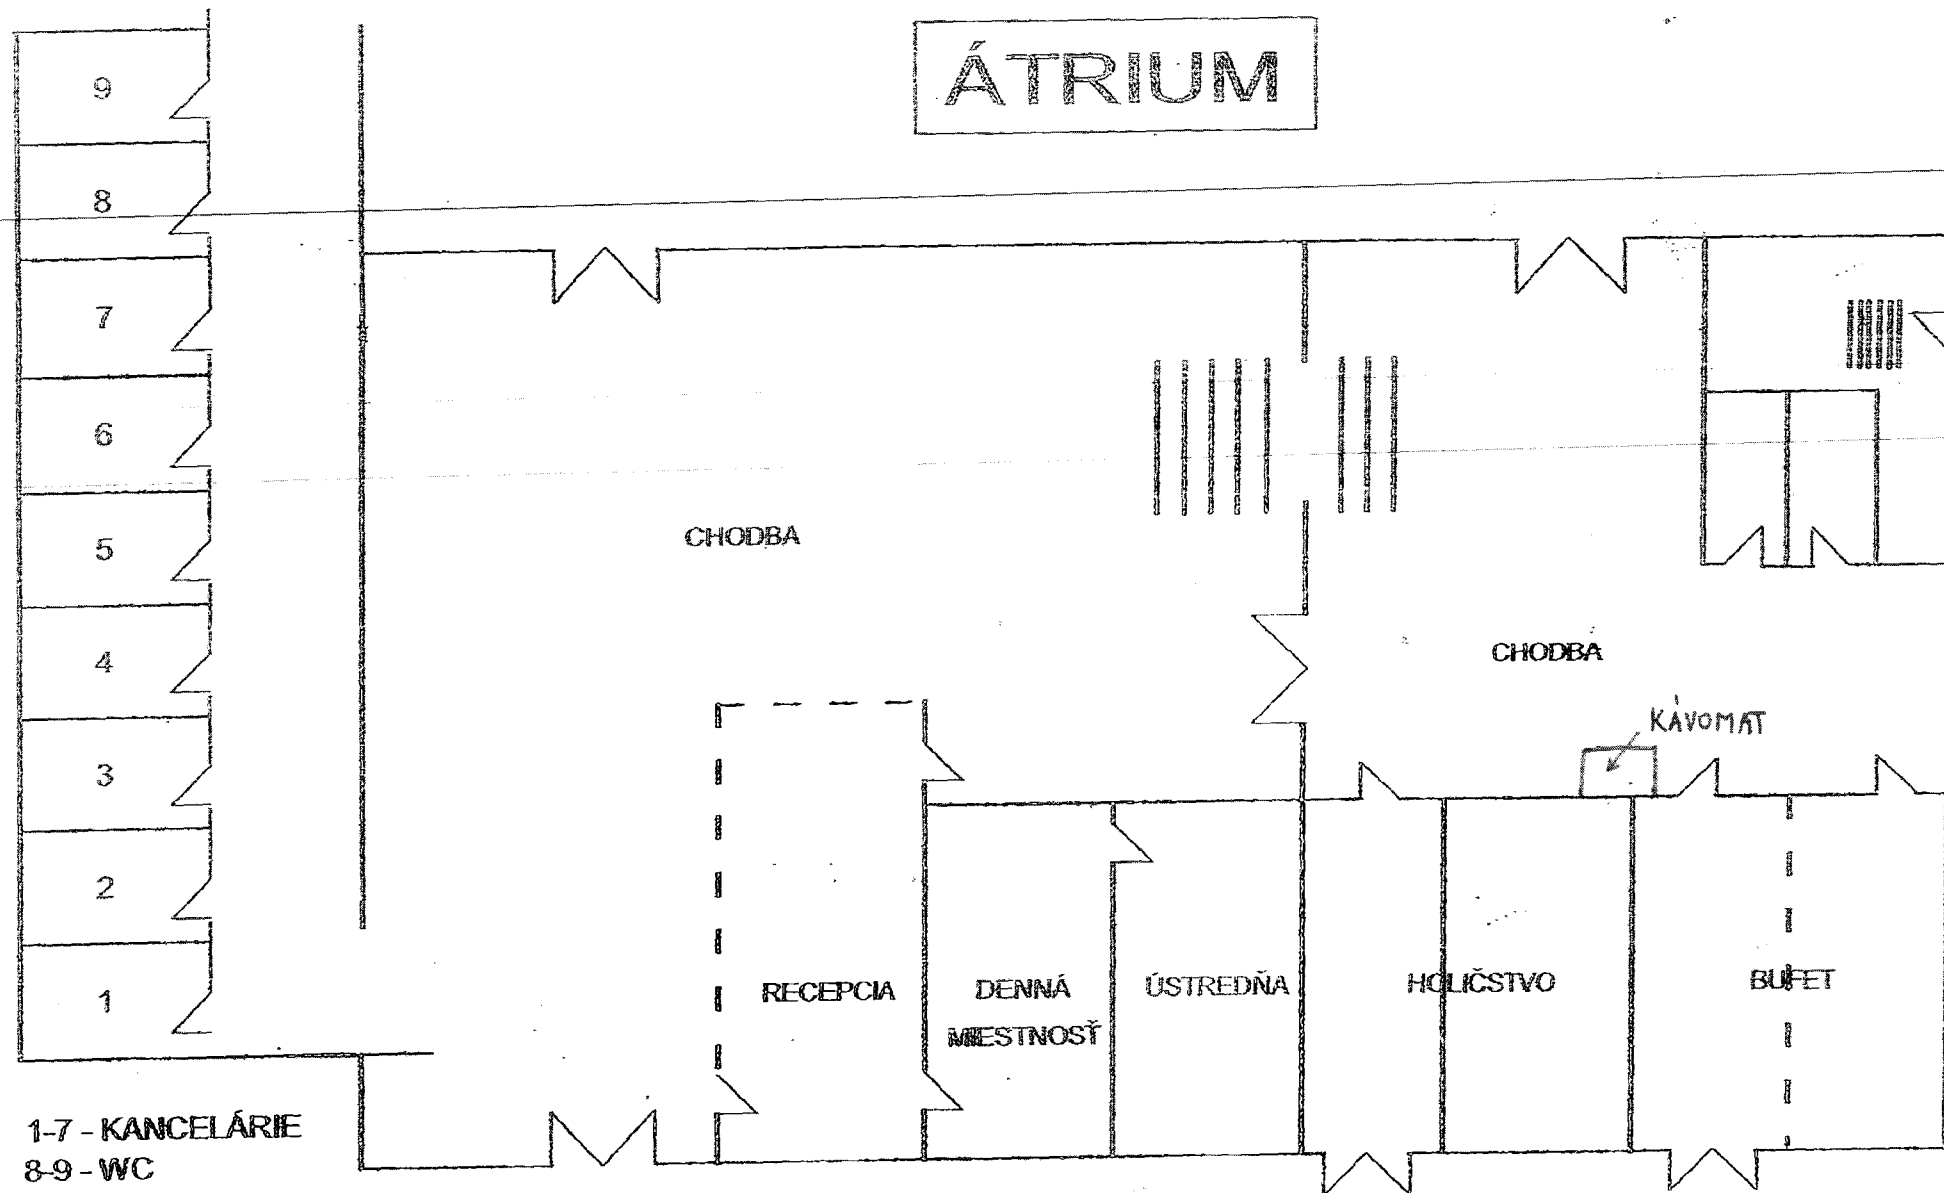 ÁTRIUM
9
8
7
6
5
4
3
2
1
CHODBA
CHODBA
KÁVOMAT
RECEPCIA
DENNÁ
MIESTNOSŤ
ÚSTREDŇA
HOLIČSTVO
BUFET
1-7 - KANCELÁRIE
8-9 - WC